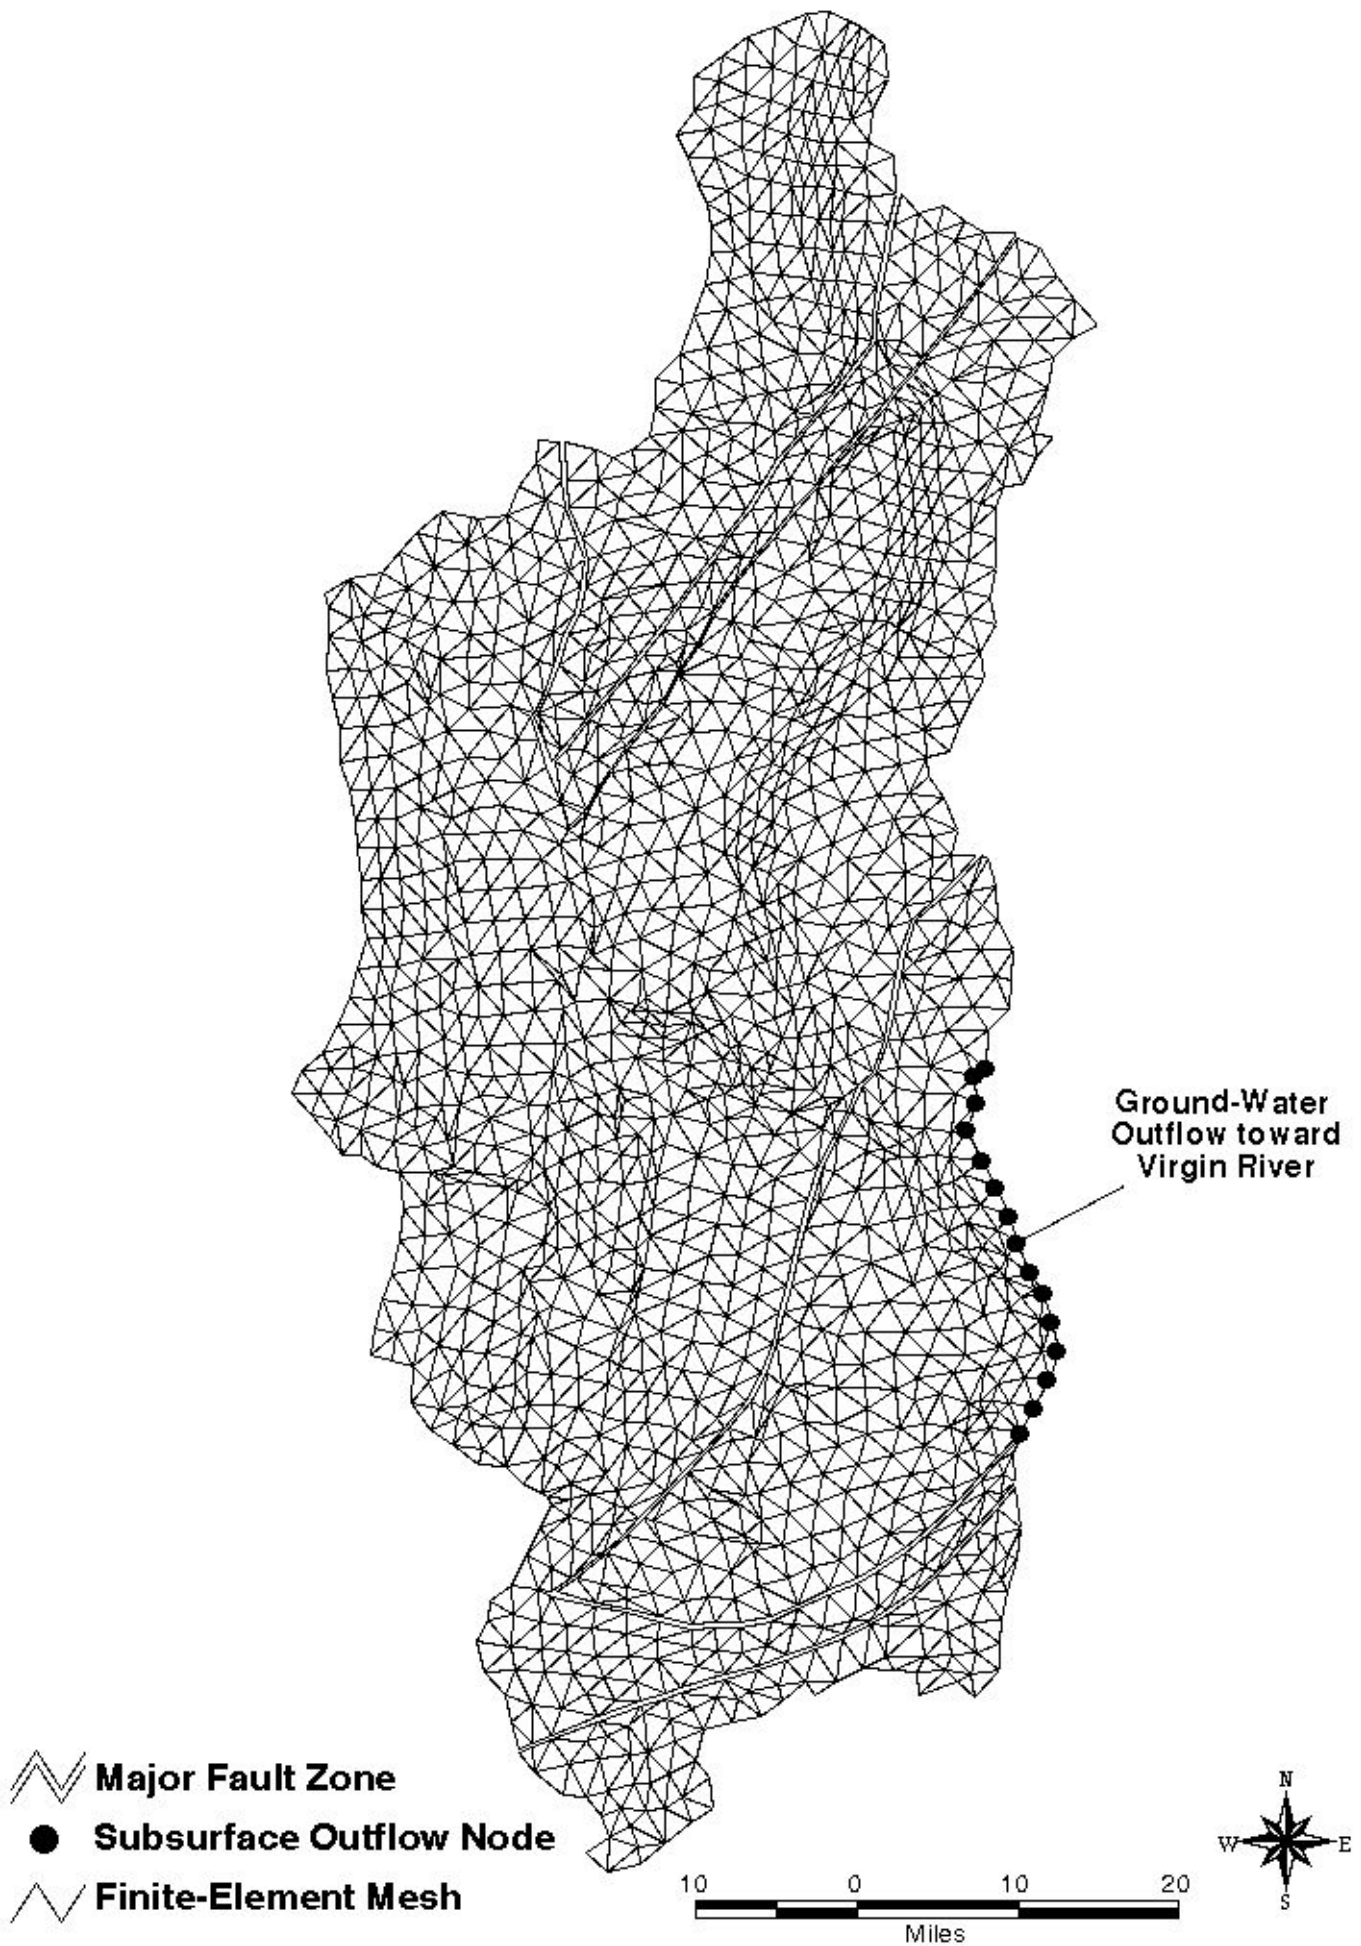 Ground-Water
Outflow toward
Virgin River
Major Fault Zone
Subsurface Outflow Node
Finite-Element Mesh
N
W E
S
10 0 10 20
Miles